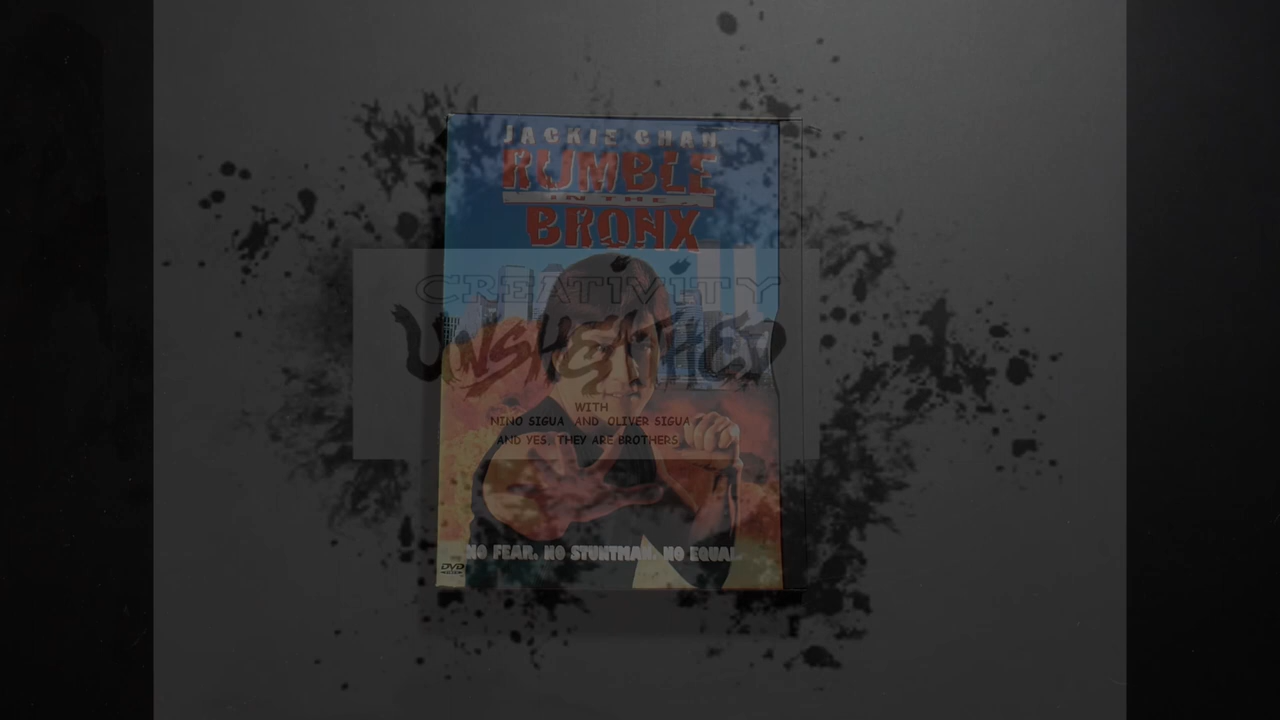 JACKIE CHAN
RUMBLE
IN THE
BRONX
CREATIVITY
UNSHEATHED
WITH
NINO SIGUA AND OLIVER SIGUA
AND YES, THEY ARE BROTHERS
NO FEAR. NO STUNTMAN. NO EQUAL.
DVD